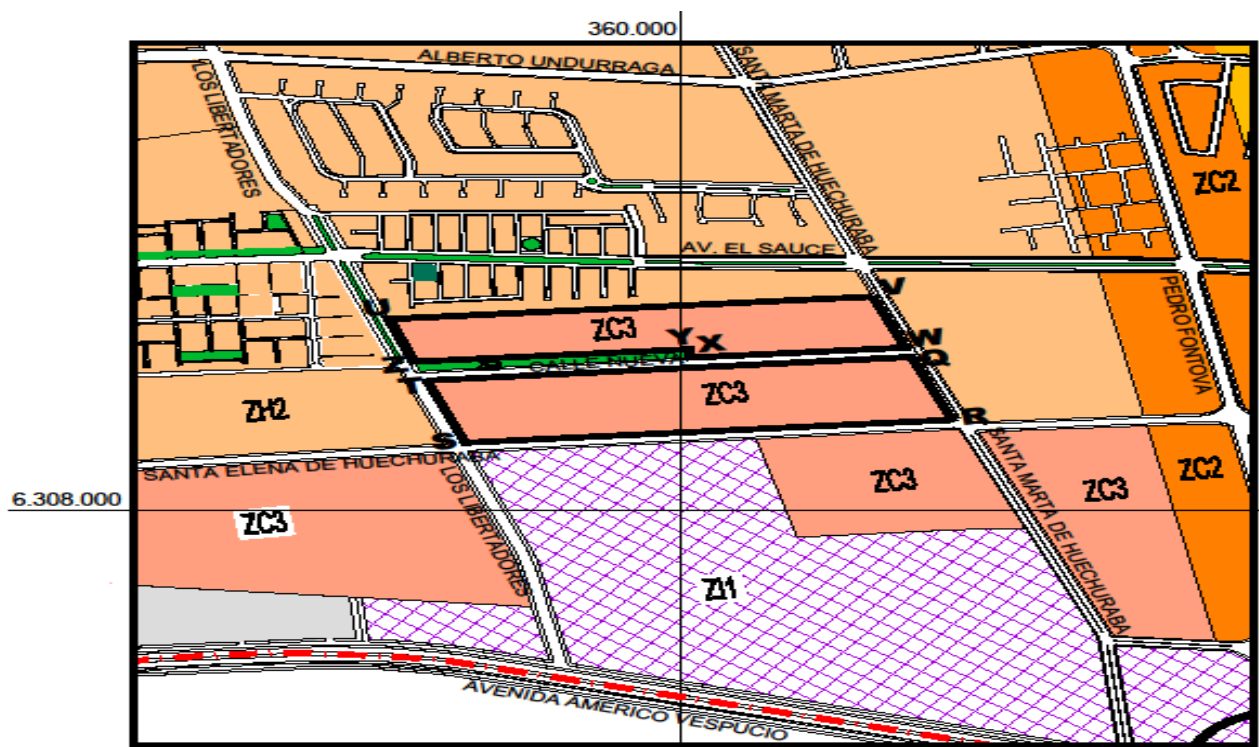 360.000
ALBERTO UNDURRAGA
SANTA MARTA DE HUECHURABA
LOS LIBERTADORES
ZC2
AV. EL SAUCE
PEDRO FONTOVA
U
V
ZC3
Y
X
W
Z
CALLE NUEVA
Q
T
ZC3
ZH2
R
S
SANTA ELENA DE HUECHURABA
SANTA MARTA DE HUECHURABA
ZC3
ZC3
ZC2
6.308.000
LOS LIBERTADORES
ZC3
ZI1
AVENIDA AMERICO VESPUCIO